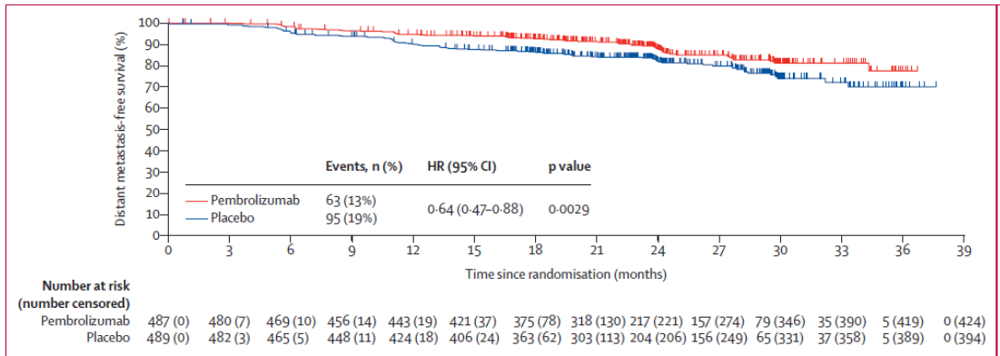 100
90
80
70
60
50
40
30
20
10
0
Distant metastasis-free survival (%)
Events, n (%) HR (95% CI) p value
Pembrolizumab 63 (13%)
0·64 (0·47–0·88) 0·0029
Placebo 95 (19%)
0 3 6 9 12 15 18 21 24 27 30 33 36 39
Time since randomisation (months)
Number at risk
(number censored)
Pembrolizumab 487 (0) 480 (7) 469 (10) 456 (14) 443 (19) 421 (37) 375 (78) 318 (130) 217 (221) 157 (274) 79 (346) 35 (390) 5 (419) 0 (424)
Placebo 489 (0) 482 (3) 465 (5) 448 (11) 424 (18) 406 (24) 363 (62) 303 (113) 204 (206) 156 (249) 65 (331) 37 (358) 5 (389) 0 (394)